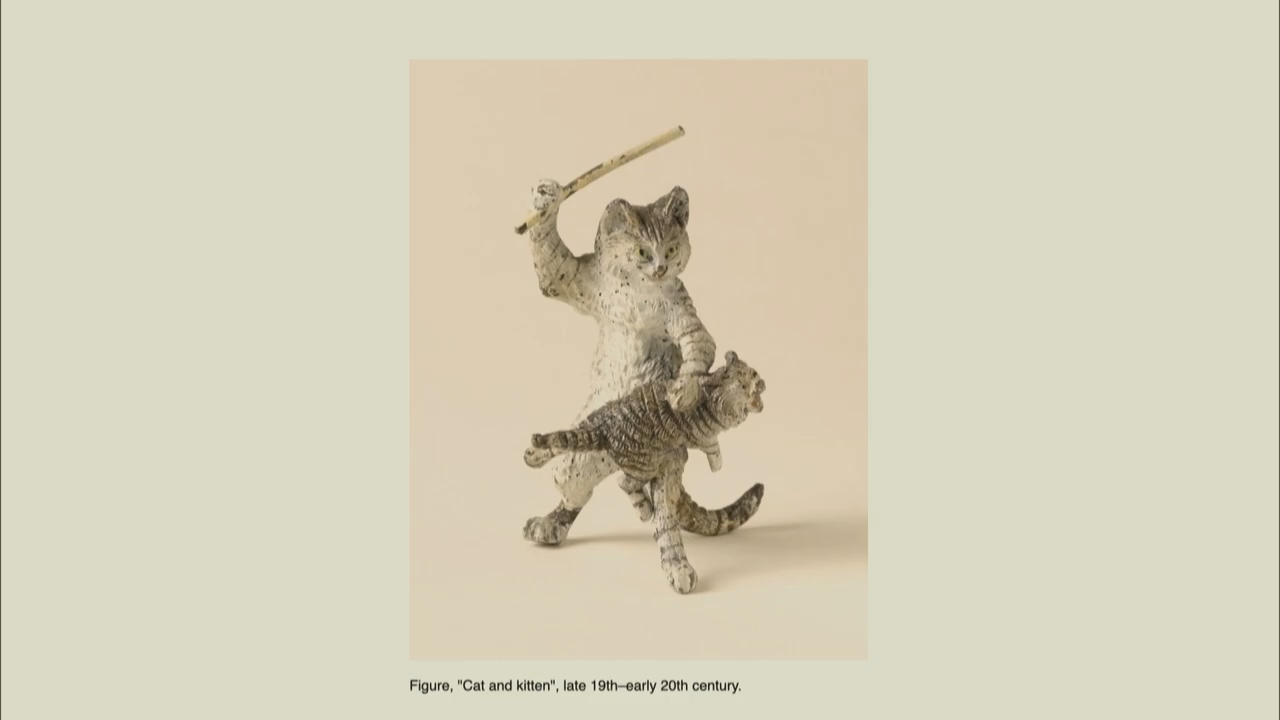 Figure, "Cat and kitten", late 19th–early 20th century.